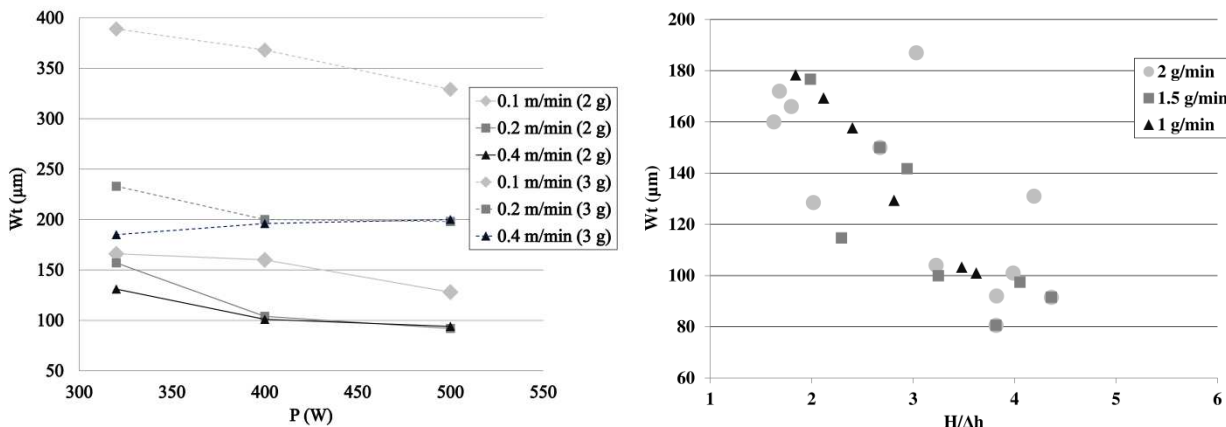 400
350
300
250
200
150
100
50
Wt (µm)
300
350
400
450
500
550
P (W)
0.1 m/min (2 g)
0.2 m/min (2 g)
0.4 m/min (2 g)
0.1 m/min (3 g)
0.2 m/min (3 g)
0.4 m/min (3 g)
200
180
160
140
120
100
80
60
Wt (µm)
1
2
3
4
5
6
H/Δh
2 g/min
1.5 g/min
1 g/min